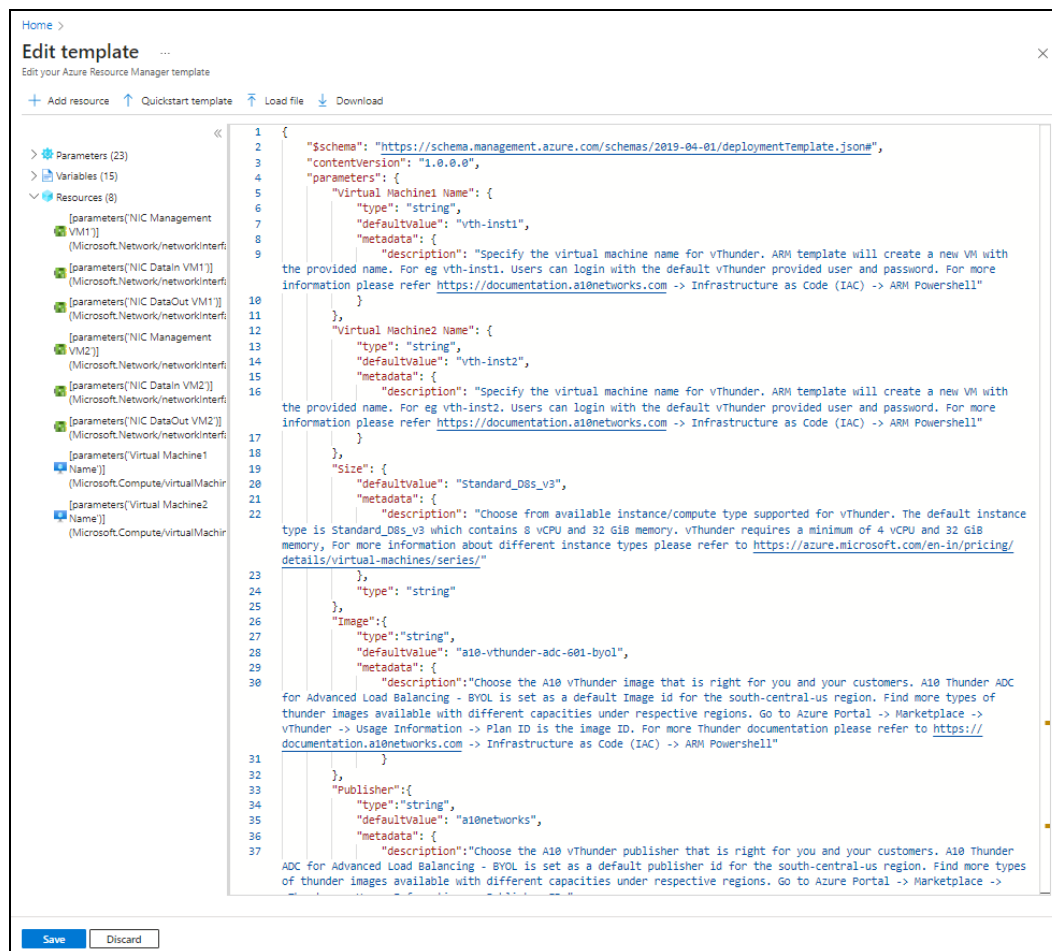 Home >
Edit template ...
Edit your Azure Resource Manager template
Add resource Quickstart template Load file Download
Parameters (23)
Variables (15)
Resources (8)
[parameters('NIC Management
VM1')]
(Microsoft.Network/networkInterfa
[parameters('NIC DataIn VM1')]
(Microsoft.Network/networkInterfa
[parameters('NIC DataOut VM1')]
(Microsoft.Network/networkInterfa
[parameters('NIC Management
VM2')]
(Microsoft.Network/networkInterfa
[parameters('NIC DataIn VM2')]
(Microsoft.Network/networkInterfa
[parameters('NIC DataOut VM2')]
(Microsoft.Network/networkInterfa
[parameters('Virtual Machine1
Name')]
(Microsoft.Compute/virtualMachin
[parameters('Virtual Machine2
Name')]
(Microsoft.Compute/virtualMachin
1 {
2 "$schema": "https://schema.management.azure.com/schemas/2019-04-01/deploymentTemplate.json#",
3 "contentVersion": "1.0.0.0",
4 "parameters": {
5 "Virtual Machine1 Name": {
6 "type": "string",
7 "defaultValue": "vth-inst1",
8 "metadata": {
9 "description": "Specify the virtual machine name for vThunder. ARM template will create a new VM with
the provided name. For eg vth-inst1. Users can login with the default vThunder provided user and password. For more
information please refer https://documentation.a10networks.com -> Infrastructure as Code (IAC) -> ARM Powershell"
10 }
11 },
12 "Virtual Machine2 Name": {
13 "type": "string",
14 "defaultValue": "vth-inst2",
15 "metadata": {
16 "description": "Specify the virtual machine name for vThunder. ARM template will create a new VM with
the provided name. For eg vth-inst2. Users can login with the default vThunder provided user and password. For more
information please refer https://documentation.a10networks.com -> Infrastructure as Code (IAC) -> ARM Powershell"
17 }
18 },
19 "Size": {
20 "defaultValue": "Standard_D8s_v3",
21 "metadata": {
22 "description": "Choose from available instance/compute type supported for vThunder. The default instance
type is Standard_D8s_v3 which contains 8 vCPU and 32 GiB memory. vThunder requires a minimum of 4 vCPU and 32 GiB
memory, For more information about different instance types please refer to https://azure.microsoft.com/en-in/pricing/
details/virtual-machines/series/"
23 },
24 "type": "string"
25 },
26 "Image":{
27 "type":"string",
28 "defaultValue": "a10-vthunder-adc-601-byol",
29 "metadata": {
30 "description":"Choose the A10 vThunder image that is right for you and your customers. A10 Thunder ADC
for Advanced Load Balancing - BYOL is set as a default Image id for the south-central-us region. Find more types of
thunder images available with different capacities under respective regions. Go to Azure Portal -> Marketplace ->
vThunder -> Usage Information -> Plan ID is the image ID. For more Thunder documentation please refer to https://
documentation.a10networks.com -> Infrastructure as Code (IAC) -> ARM Powershell"
31 }
32 },
33 "Publisher":{
34 "type":"string",
35 "defaultValue": "a10networks",
36 "metadata": {
37 "description":"Choose the A10 vThunder publisher that is right for you and your customers. A10 Thunder
ADC for Advanced Load Balancing - BYOL is set as a default publisher id for the south-central-us region. Find more types
of thunder images available with different capacities under respective regions. Go to Azure Portal -> Marketplace ->
Save Discard